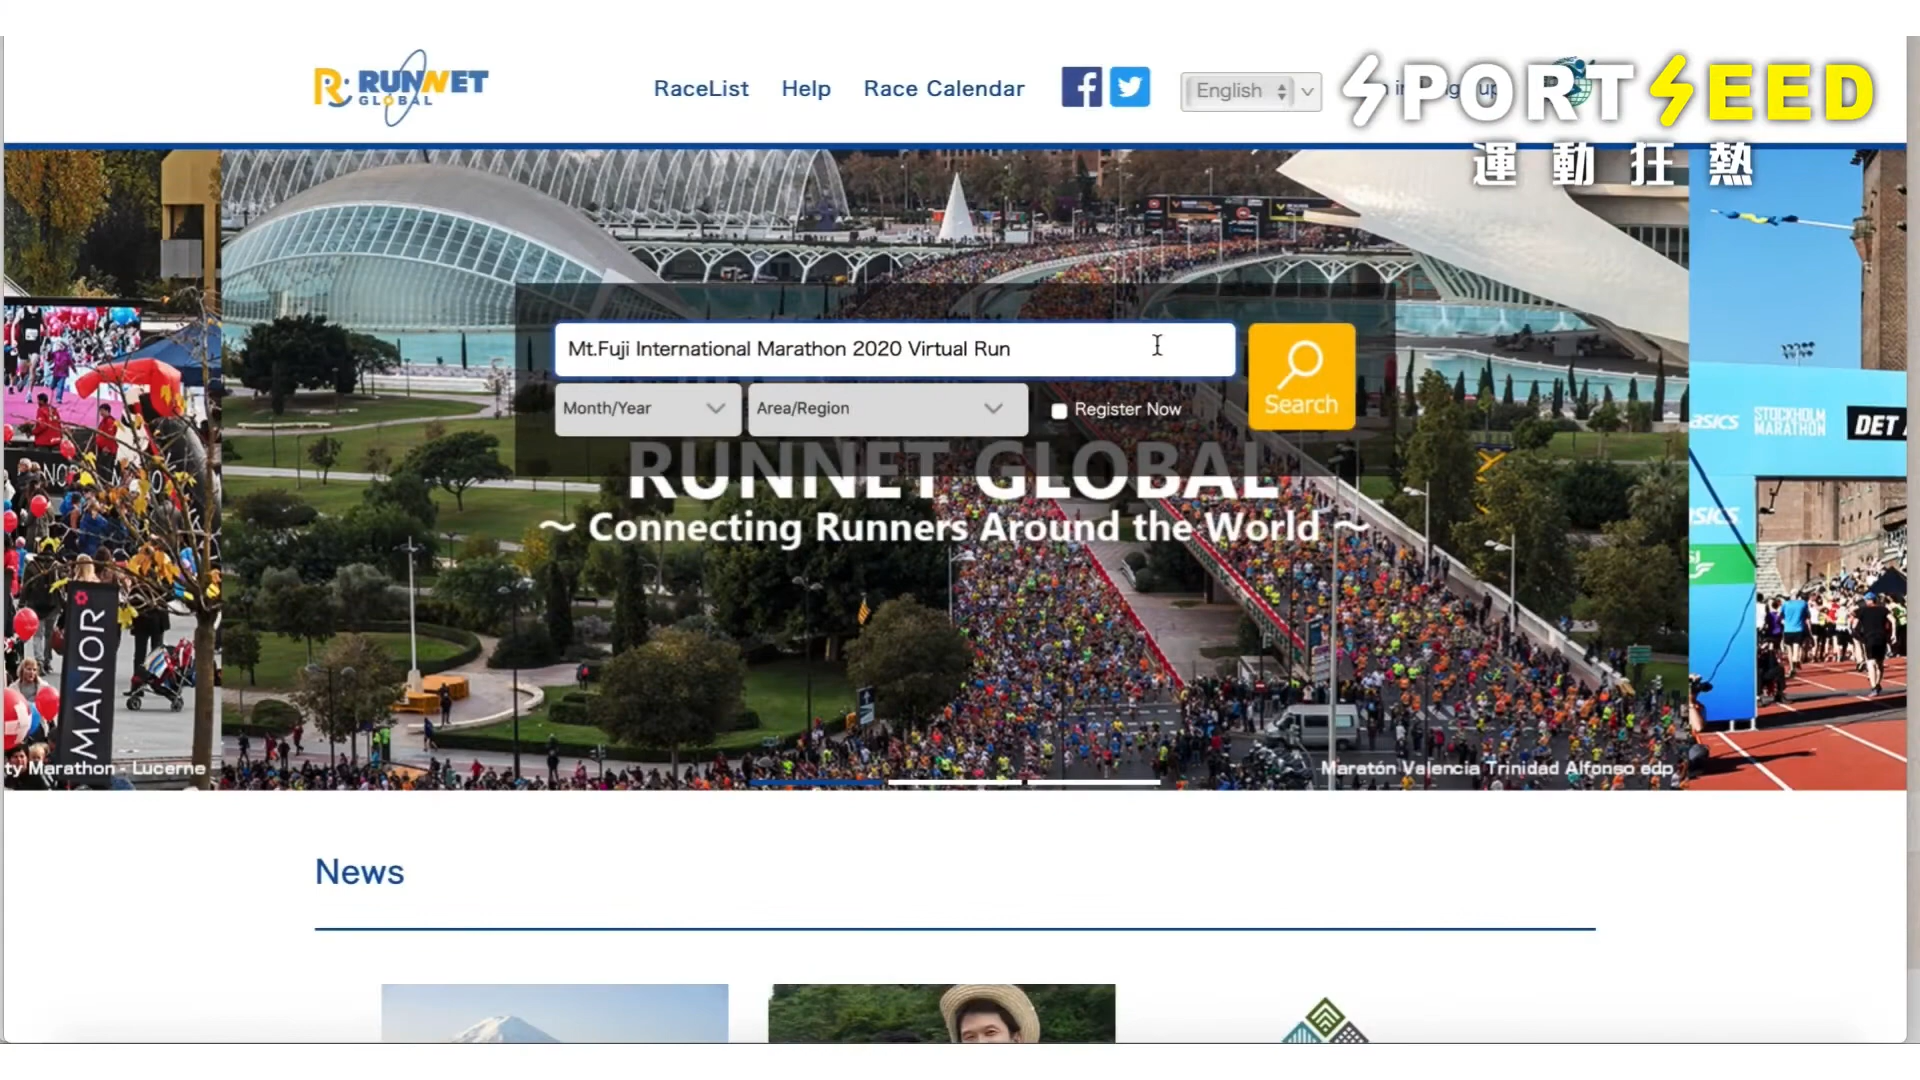 RUNNET
GLOBAL
RaceList
Help
Race Calendar
English
SPORTSEED
運動狂熱
Mt.Fuji International Marathon 2020 Virtual Run
Month/Year
Area/Region
Register Now
Search
RUNNET GLOBAL
～ Connecting Runners Around the World ～
MANOR
asics
STOCKHOLM
MARATHON
DET
ty Marathon - Lucerne
Maratón Valencia Trinidad Alfonso edp
News